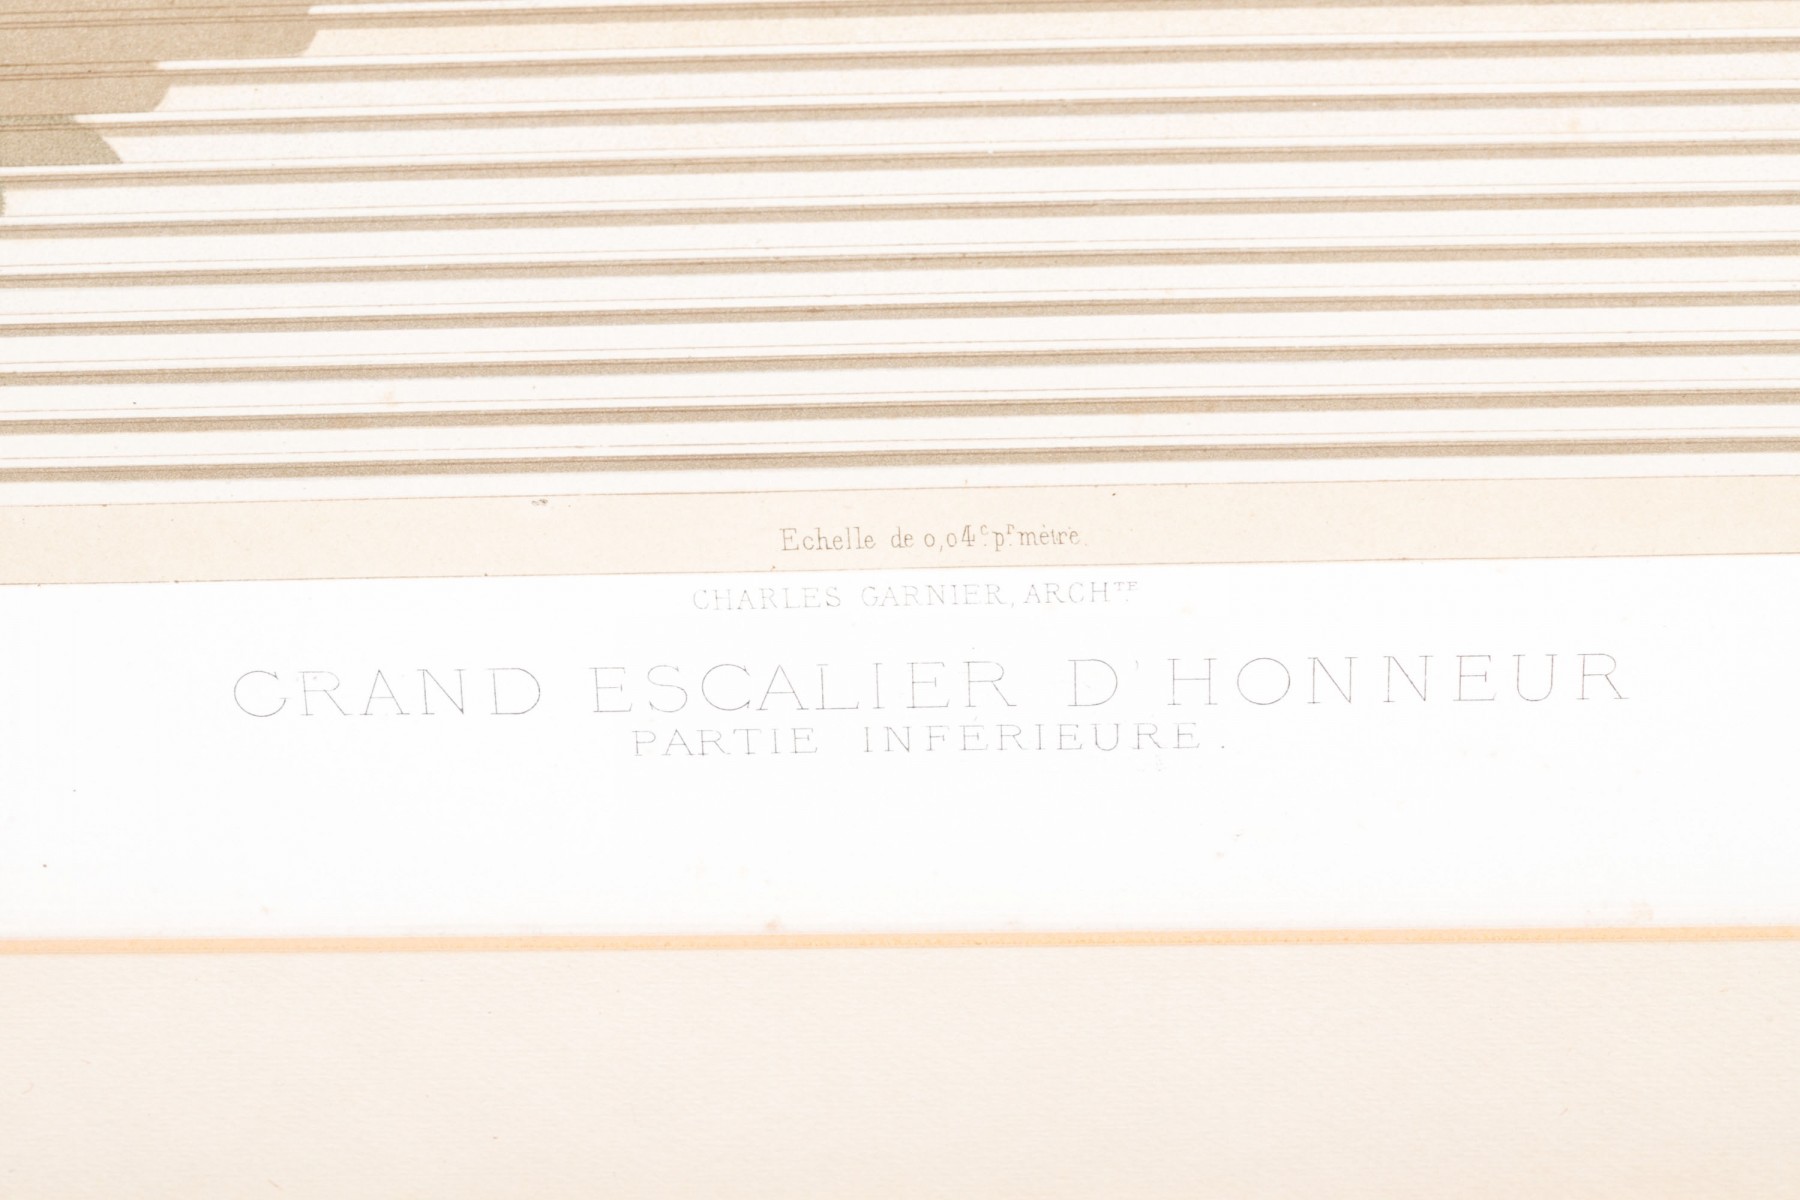 Echelle de 0,04ᶜ pʳ mètre.
CHARLES GARNIER, ARCHᵀᴱ
GRAND ESCALIER D'HONNEUR
PARTIE INFÉRIEURE.